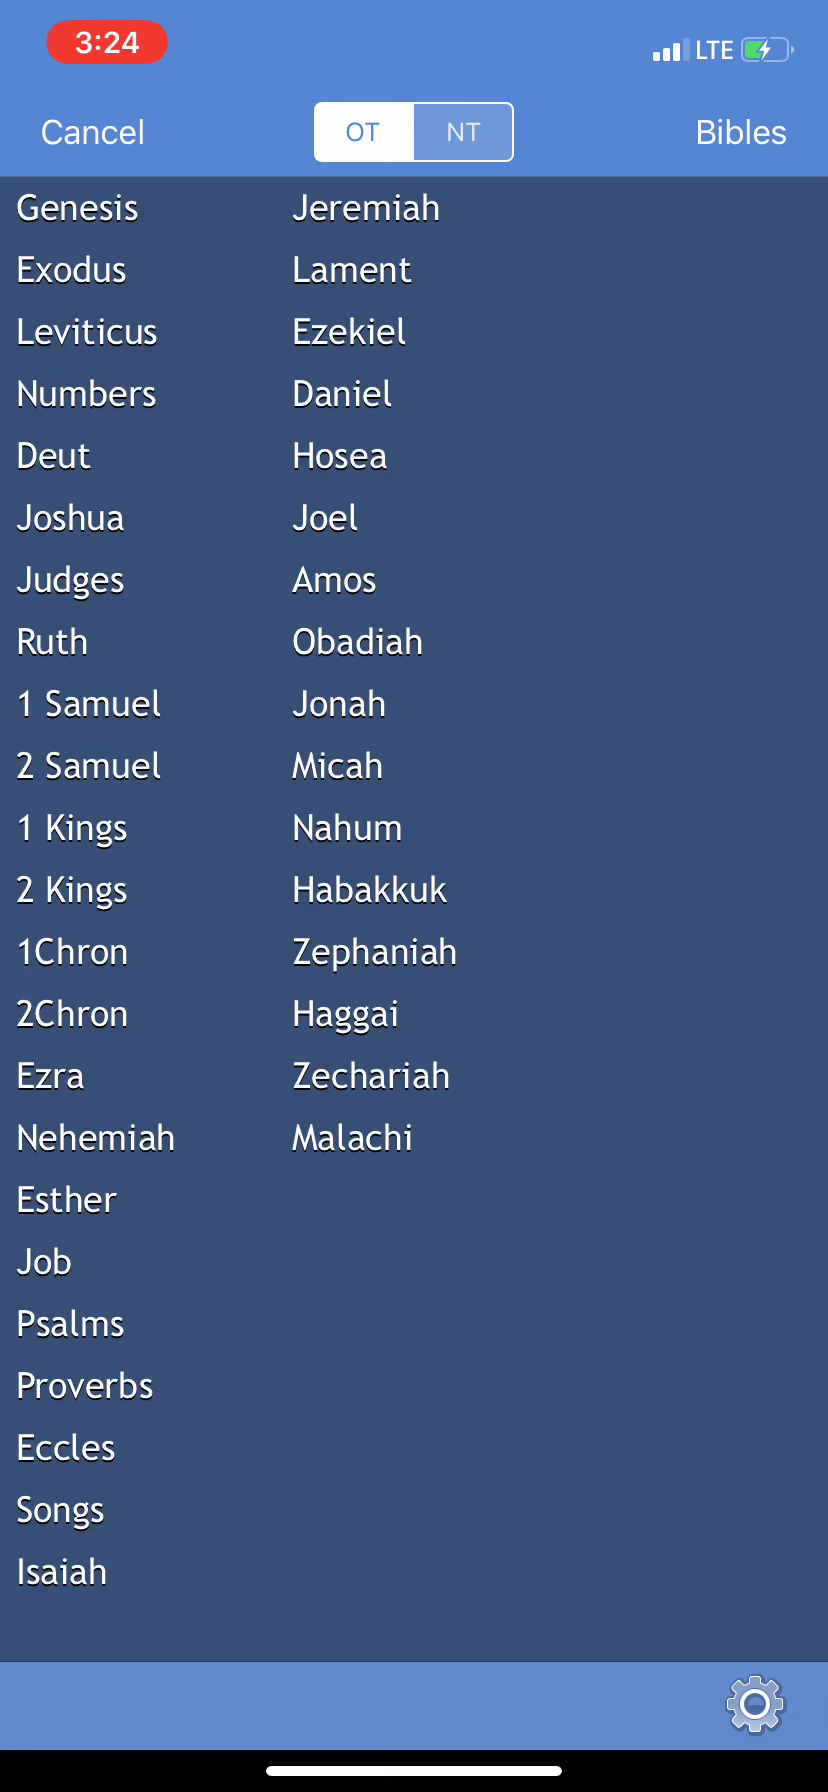 3:24
LTE
Cancel
OT
NT
Bibles
Genesis
Exodus
Leviticus
Numbers
Deut
Joshua
Judges
Ruth
1 Samuel
2 Samuel
1 Kings
2 Kings
1Chron
2Chron
Ezra
Nehemiah
Esther
Job
Psalms
Proverbs
Eccles
Songs
Isaiah
Jeremiah
Lament
Ezekiel
Daniel
Hosea
Joel
Amos
Obadiah
Jonah
Micah
Nahum
Habakkuk
Zephaniah
Haggai
Zechariah
Malachi